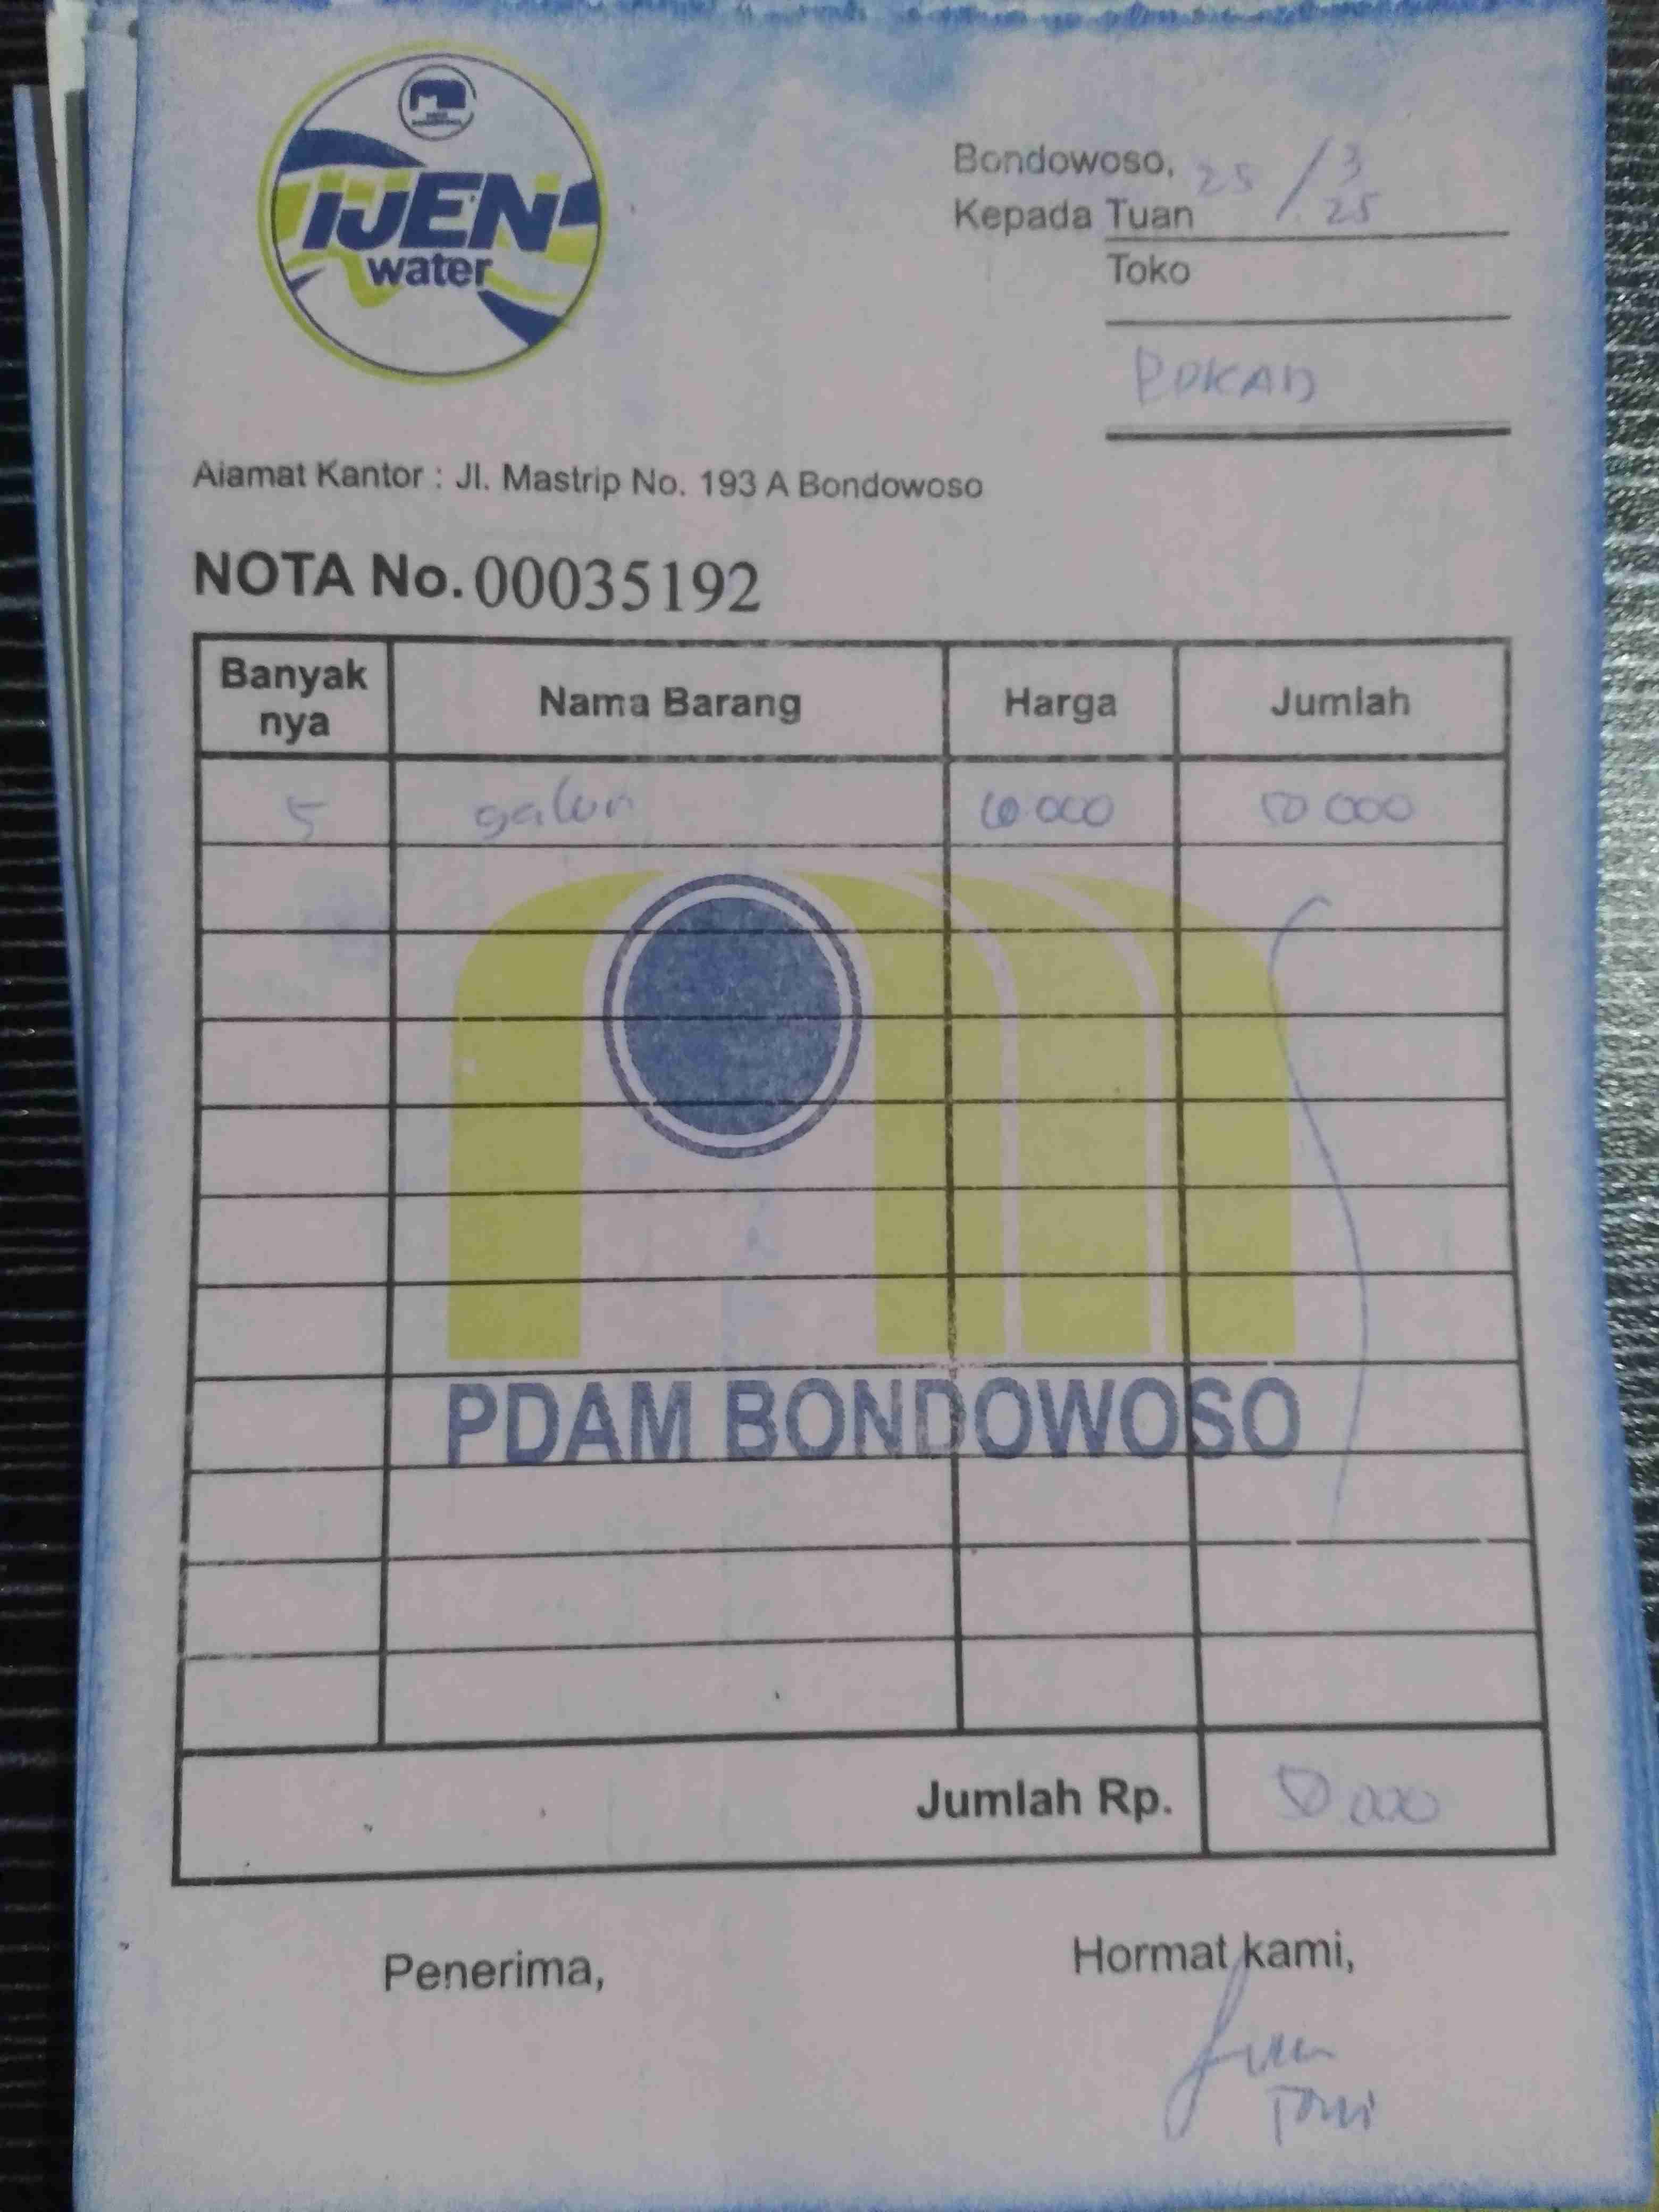 IJEN
water
Bondowoso, 25/3
25
Kepada Tuan
Toko
Alamat Kantor : Jl. Mastrip No. 193 A Bondowoso
NOTA No. 00035192
Banyak nya Nama Barang Harga Jumlah
5 galon 10.000 50 000
PDAM BONDOWOSO
Jumlah Rp. 50.000
Penerima, Hormat kami,